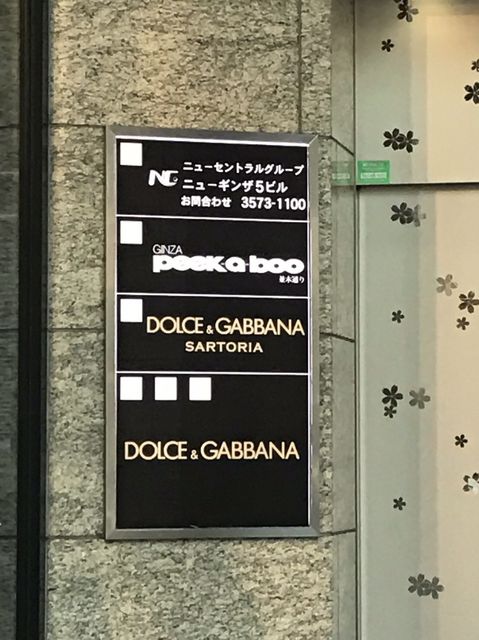 NC
ニューセントラルグループ
ニューギンザ5ビル
お問合わせ 3573-1100
GINZA
peek-a-boo
並木通り
DOLCE & GABBANA
SARTORIA
DOLCE & GABBANA